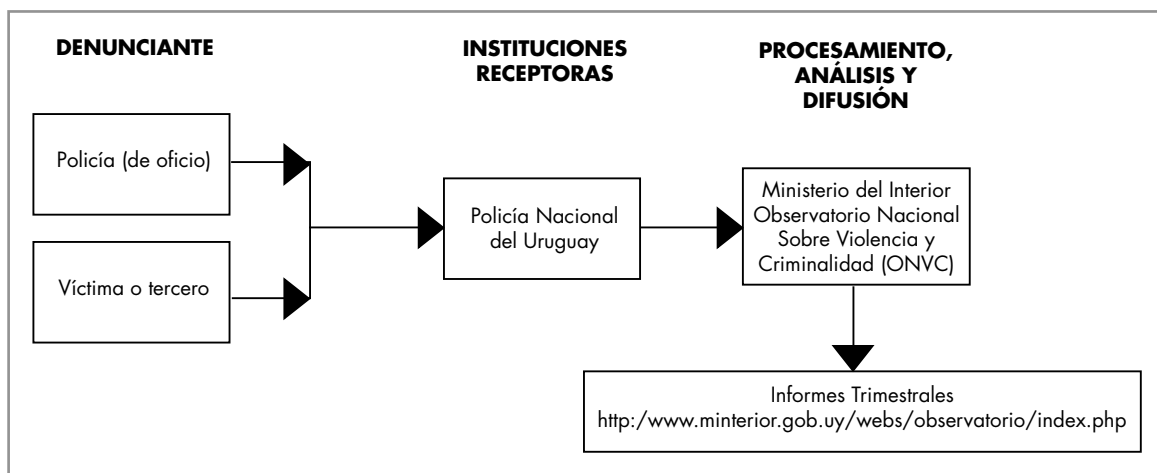 DENUNCIANTE
INSTITUCIONES
RECEPTORAS
PROCESAMIENTO,
ANÁLISIS Y
DIFUSIÓN
Policía (de oficio)
Víctima o tercero
Policía Nacional
del Uruguay
Ministerio del Interior
Observatorio Nacional
Sobre Violencia y
Criminalidad (ONVC)
Informes Trimestrales
http:/www.minterior.gob.uy/webs/observatorio/index.php